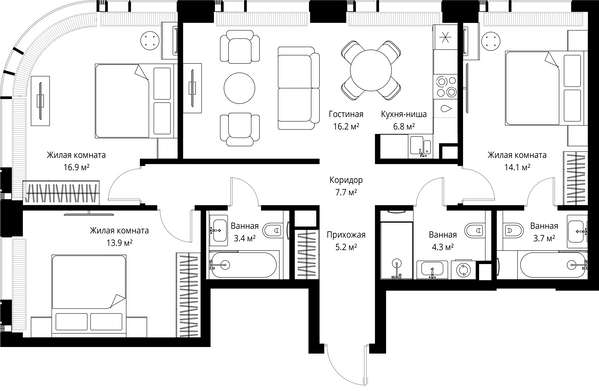 Гостиная
16.2 м²
Кухня-ниша
6.8 м²
Жилая комната
16.9 м²
Жилая комната
14.1 м²
Коридор
7.7 м²
Жилая комната
13.9 м²
Ванная
3.4 м²
Прихожая
5.2 м²
Ванная
4.3 м²
Ванная
3.7 м²